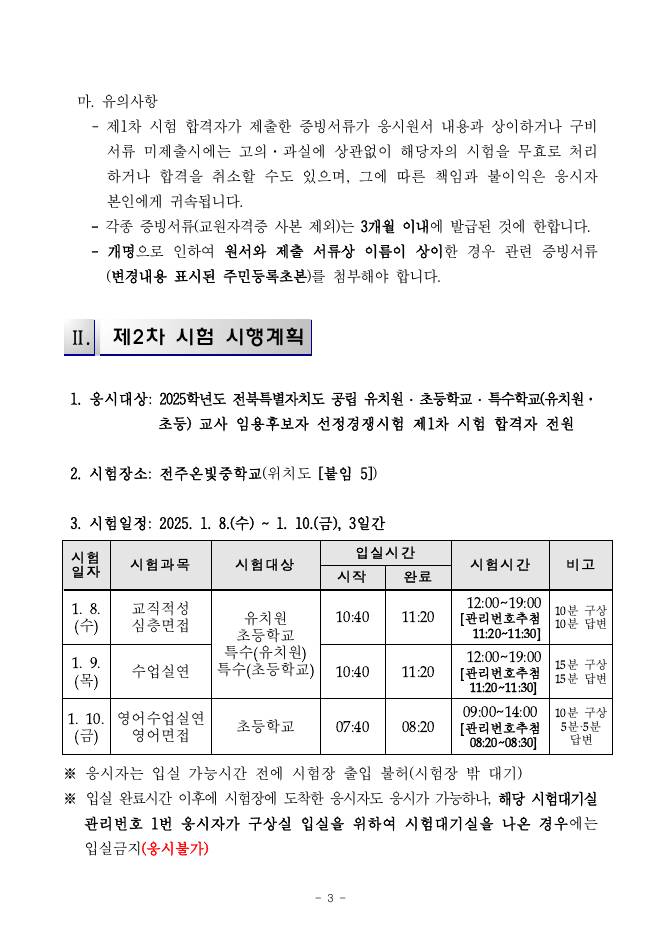 마. 유의사항
- 제1차 시험 합격자가 제출한 증빙서류가 응시원서 내용과 상이하거나 구비
서류 미제출시에는 고의·과실에 상관없이 해당자의 시험을 무효로 처리
하거나 합격을 취소할 수도 있으며, 그에 따른 책임과 불이익은 응시자
본인에게 귀속됩니다.
- 각종 증빙서류(교원자격증 사본 제외)는 3개월 이내에 발급된 것에 한합니다.
- 개명으로 인하여 원서와 제출 서류상 이름이 상이한 경우 관련 증빙서류
(변경내용 표시된 주민등록초본)를 첨부해야 합니다.
Ⅱ. 제2차 시험 시행계획
1. 응시대상: 2025학년도 전북특별자치도 공립 유치원·초등학교·특수학교(유치원·
초등) 교사 임용후보자 선정경쟁시험 제1차 시험 합격자 전원
2. 시험장소: 전주온빛중학교(위치도 [붙임 5])
3. 시험일정: 2025. 1. 8.(수) ~ 1. 10.(금), 3일간
시험
일자
시험과목
시험대상
입실시간
시작
완료
시험시간
비고
1. 8.
(수)
교직적성
심층면접
유치원
초등학교
특수(유치원)
특수(초등학교)
10:40
11:20
12:00~19:00
[관리번호추첨
11:20~11:30]
10분 구상
10분 답변
1. 9.
(목)
수업실연
10:40
11:20
12:00~19:00
[관리번호추첨
11:20~11:30]
15분 구상
15분 답변
1. 10.
(금)
영어수업실연
영어면접
초등학교
07:40
08:20
09:00~14:00
[관리번호추첨
08:20~08:30]
10분 구상
5분·5분
답변
※ 응시자는 입실 가능시간 전에 시험장 출입 불허(시험장 밖 대기)
※ 입실 완료시간 이후에 시험장에 도착한 응시자도 응시가 가능하나, 해당 시험대기실
관리번호 1번 응시자가 구상실 입실을 위하여 시험대기실을 나온 경우에는
입실금지(응시불가)
- 3 -